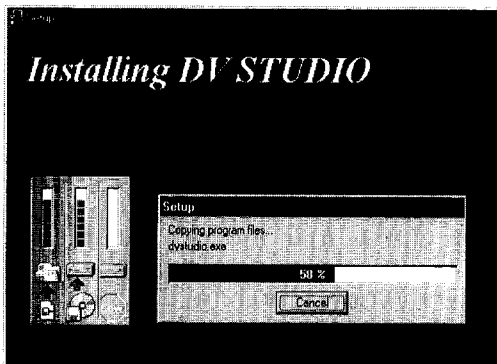 Setup
Installing DV STUDIO
Setup
Copying program files...
dvstudio.exe
58 %
Cancel